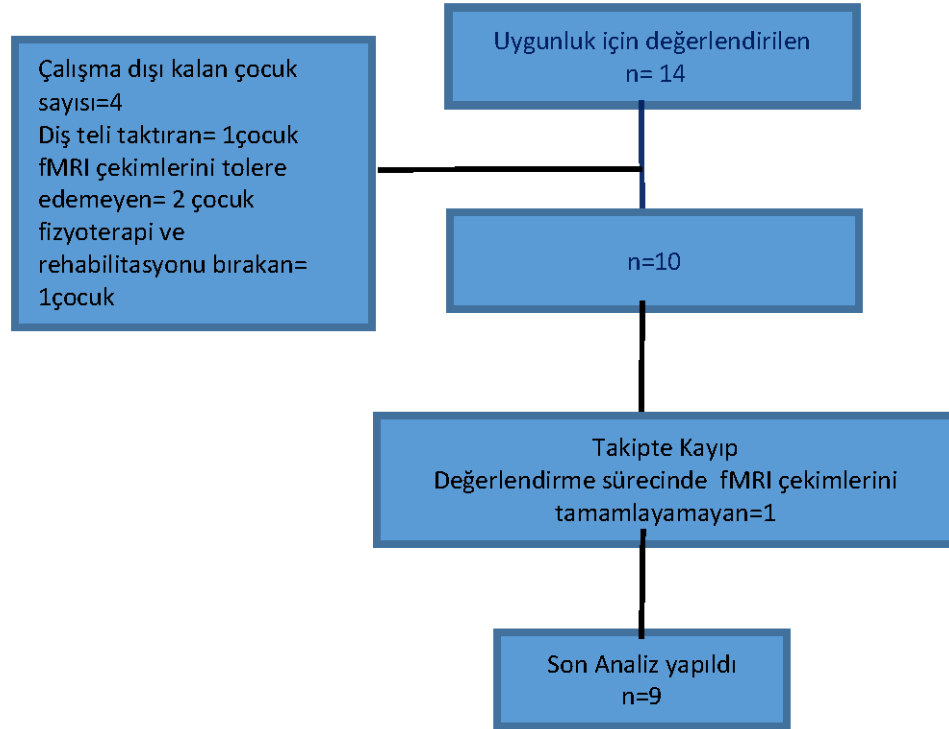 Uygunluk için değerlendirilen
n= 14
Çalışma dışı kalan çocuk
sayısı=4
Diş teli taktıran= 1çocuk
fMRI çekimlerini tolere
edemeyen= 2 çocuk
fizyoterapi ve
rehabilitasyonu bırakan=
1çocuk
n=10
Takipte Kayıp
Değerlendirme sürecinde fMRI çekimlerini
tamamlayamayan=1
Son Analiz yapıldı
n=9